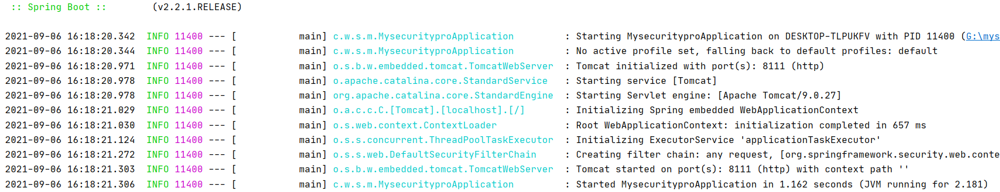 :: Spring Boot ::        (v2.2.1.RELEASE)
2021-09-06 16:18:20.342  INFO 11400 --- [           main] c.w.s.m.MysecurityproApplication         : Starting MysecurityproApplication on DESKTOP-TLPUKFV with PID 11400 (G:\mys
2021-09-06 16:18:20.344  INFO 11400 --- [           main] c.w.s.m.MysecurityproApplication         : No active profile set, falling back to default profiles: default
2021-09-06 16:18:20.971  INFO 11400 --- [           main] o.s.b.w.embedded.tomcat.TomcatWebServer  : Tomcat initialized with port(s): 8111 (http)
2021-09-06 16:18:20.978  INFO 11400 --- [           main] o.apache.catalina.core.StandardService   : Starting service [Tomcat]
2021-09-06 16:18:20.978  INFO 11400 --- [           main] org.apache.catalina.core.StandardEngine  : Starting Servlet engine: [Apache Tomcat/9.0.27]
2021-09-06 16:18:21.029  INFO 11400 --- [           main] o.a.c.c.C.[Tomcat].[localhost].[/]       : Initializing Spring embedded WebApplicationContext
2021-09-06 16:18:21.030  INFO 11400 --- [           main] o.s.web.context.ContextLoader            : Root WebApplicationContext: initialization completed in 657 ms
2021-09-06 16:18:21.124  INFO 11400 --- [           main] o.s.s.concurrent.ThreadPoolTaskExecutor  : Initializing ExecutorService 'applicationTaskExecutor'
2021-09-06 16:18:21.272  INFO 11400 --- [           main] o.s.s.web.DefaultSecurityFilterChain     : Creating filter chain: any request, [org.springframework.security.web.conte
2021-09-06 16:18:21.303  INFO 11400 --- [           main] o.s.b.w.embedded.tomcat.TomcatWebServer  : Tomcat started on port(s): 8111 (http) with context path ''
2021-09-06 16:18:21.306  INFO 11400 --- [           main] c.w.s.m.MysecurityproApplication         : Started MysecurityproApplication in 1.162 seconds (JVM running for 2.181)